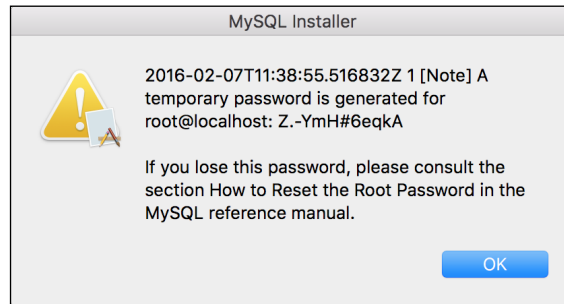 MySQL Installer
2016-02-07T11:38:55.516832Z 1 [Note] A
temporary password is generated for
root@localhost: Z.-YmH#6eqkA
If you lose this password, please consult the
section How to Reset the Root Password in the
MySQL reference manual.
OK